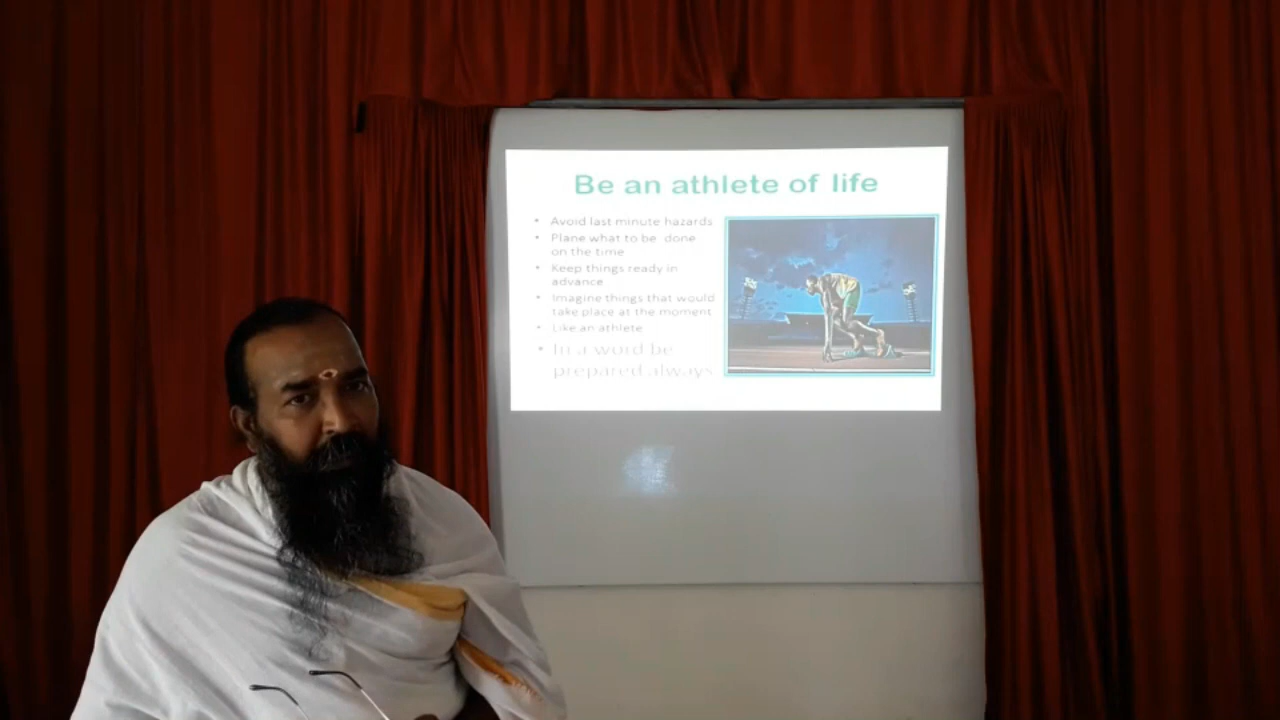 Be an athlete of life
• Avoid last minute hazards
• Plane what to be done
on the time
• Keep things ready in
advance
• Imagine things that would
take place at the moment
• Like an athlete
• In a word be
prepared always